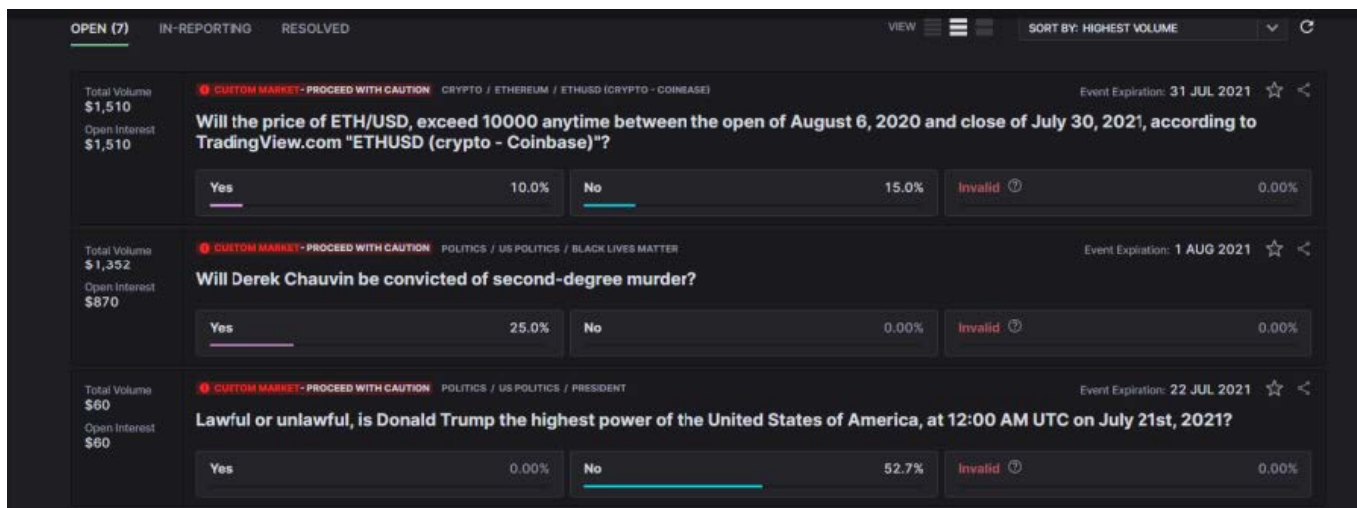 OPEN (7) IN-REPORTING RESOLVED VIEW SORT BY: HIGHEST VOLUME
Total Volume
$1,510
Open Interest
$1,510
CUSTOM MARKET - PROCEED WITH CAUTION CRYPTO / ETHEREUM / ETHUSD (CRYPTO - COINBASE) Event Expiration: 31 JUL 2021
Will the price of ETH/USD, exceed 10000 anytime between the open of August 6, 2020 and close of July 30, 2021, according to
TradingView.com "ETHUSD (crypto - Coinbase)"?
Yes 10.0% No 15.0% Invalid ? 0.00%
Total Volume
$1,352
Open Interest
$870
CUSTOM MARKET - PROCEED WITH CAUTION POLITICS / US POLITICS / BLACK LIVES MATTER Event Expiration: 1 AUG 2021
Will Derek Chauvin be convicted of second-degree murder?
Yes 25.0% No 0.00% Invalid ? 0.00%
Total Volume
$60
Open Interest
$60
CUSTOM MARKET - PROCEED WITH CAUTION POLITICS / US POLITICS / PRESIDENT Event Expiration: 22 JUL 2021
Lawful or unlawful, is Donald Trump the highest power of the United States of America, at 12:00 AM UTC on July 21st, 2021?
Yes 0.00% No 52.7% Invalid ? 0.00%